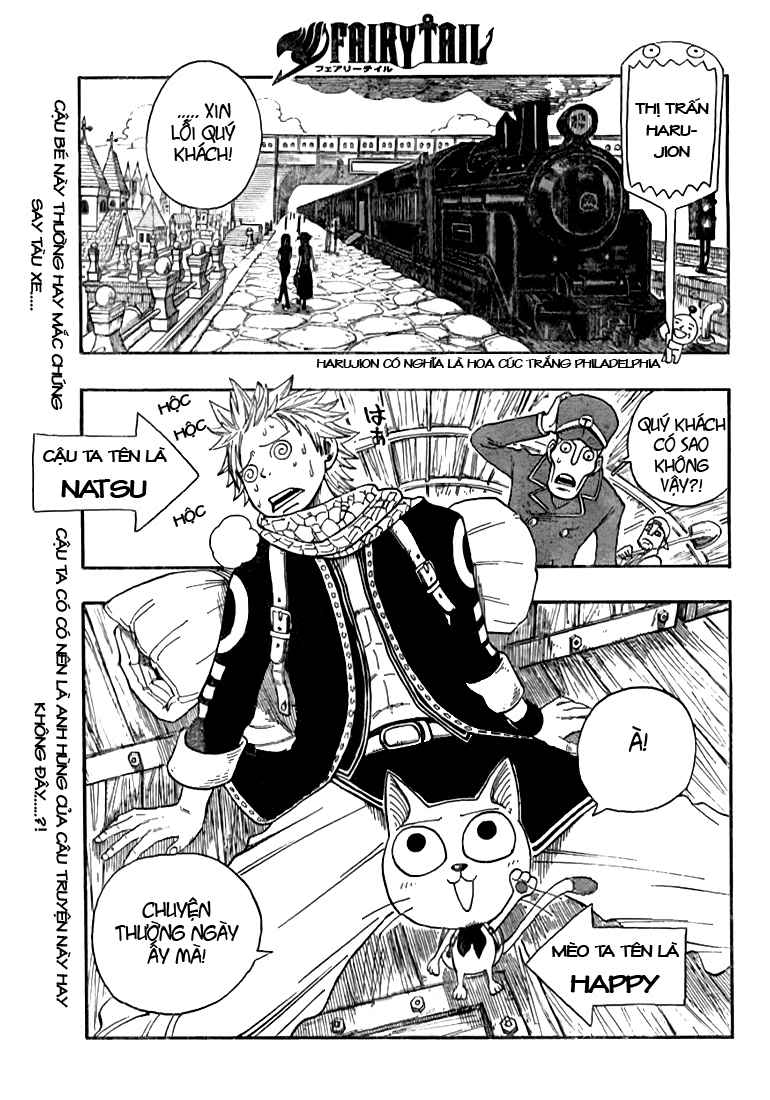 FAIRY TAIL
フェアリーテイル
THỊ TRẤN
HARU-
JION
..... XIN
LỖI QUÝ
KHÁCH!
CẬU BÉ NÀY THƯỜNG HAY MẮC CHỨNG
SAY TÀU XE.....
HARUJION CÓ NGHĨA LÀ HOA CÚC TRẮNG PHILADELPHIA
QUÝ KHÁCH
CÓ SAO
KHÔNG
VẬY?!
はぁ
HỘC
HỘC
HỘC
CẬU TA TÊN LÀ
NATSU
CẬU TA CÓ NÊN LÀ ANH HÙNG CỦA CÂU TRUYỆN NÀY HAY
KHÔNG ĐÂY.....?!
À!
CHUYỆN
THƯỜNG NGÀY
ẤY MÀ!
MÈO TA TÊN LÀ
HAPPY